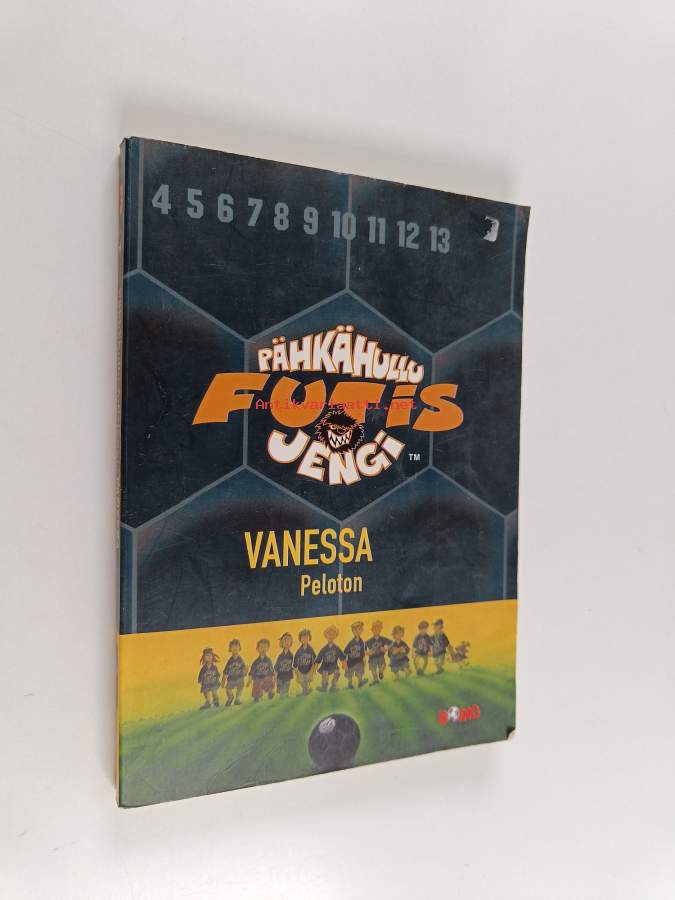 4 5 6 7 8 9 10 11 12 13
PÄHKÄHULLU
FUTIS
Antikvariaatti.net
JENGI ™
VANESSA
Peloton